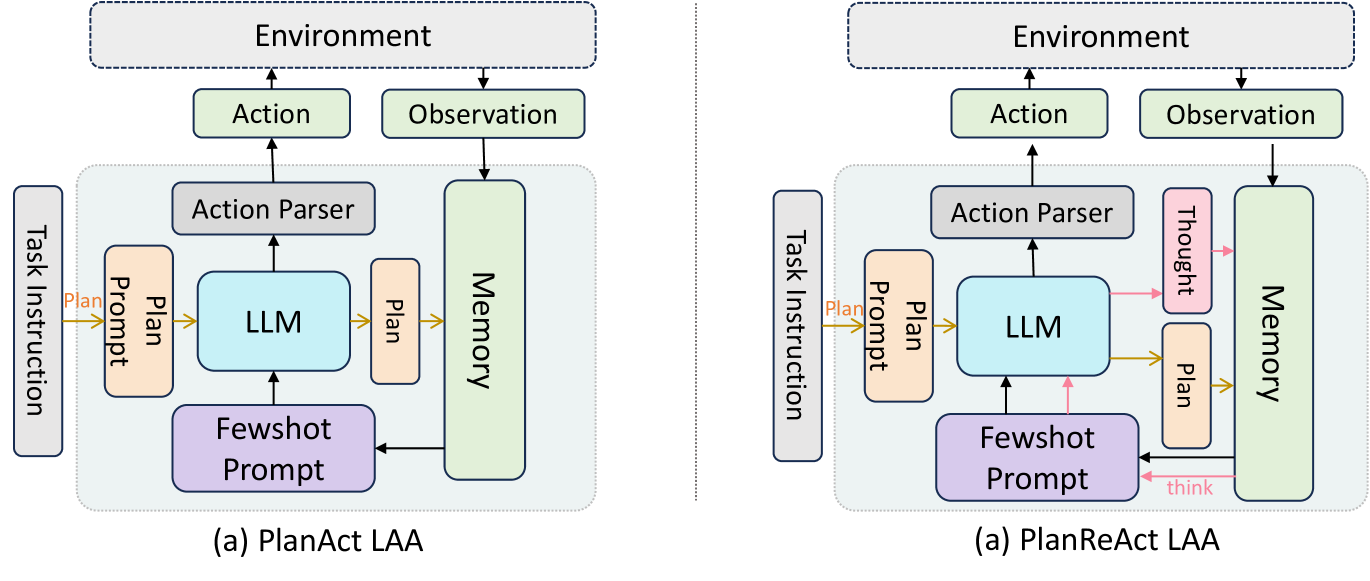 Environment
Action
Observation
Action Parser
Task Instruction
Plan
Plan
Prompt
LLM
Plan
Memory
Fewshot
Prompt
(a) PlanAct LAA
Environment
Action
Observation
Action Parser
Thought
Task Instruction
Plan
Plan
Prompt
LLM
Plan
Memory
Fewshot
Prompt
think
(a) PlanReAct LAA